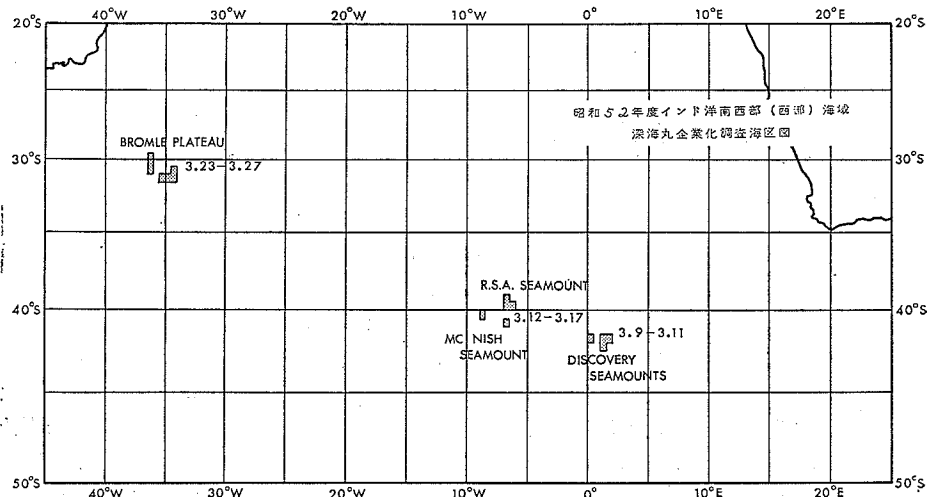 40°W 30°W 20°W 10°W 0° 10°E 20°E
20°S 20°S
昭和52年度インド洋南西部(西部)海域
深海丸企業化調査海区図
BROMLE PLATEAU
30°S 3.23-3.27 30°S
R.S.A. SEAMOUNT
40°S 3.12-3.17 40°S
MC NISH
SEAMOUNT
3.9-3.11
DISCOVERY
SEAMOUNTS
50°S 50°S
40°W 30°W 20°W 10°W 0° 10°E 20°E